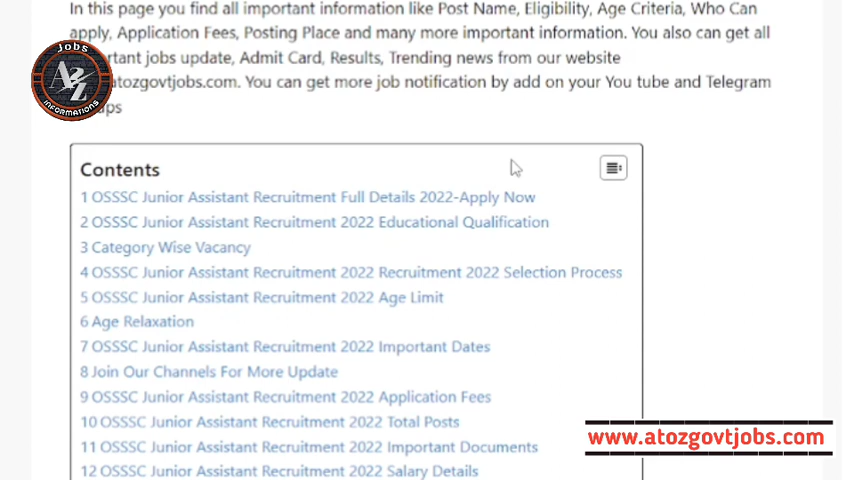 In this page you find all important information like Post Name, Eligibility, Age Criteria, Who Can
apply, Application Fees, Posting Place and many more important information. You also can get all
rtant jobs update, Admit Card, Results, Trending news from our website
atozgovtjobs.com. You can get more job notification by add on your You tube and Telegram
ps
Jobs
A2Z
INFORMATIONS
Contents
1 OSSSC Junior Assistant Recruitment Full Details 2022-Apply Now
2 OSSSC Junior Assistant Recruitment 2022 Educational Qualification
3 Category Wise Vacancy
4 OSSSC Junior Assistant Recruitment 2022 Recruitment 2022 Selection Process
5 OSSSC Junior Assistant Recruitment 2022 Age Limit
6 Age Relaxation
7 OSSSC Junior Assistant Recruitment 2022 Important Dates
8 Join Our Channels For More Update
9 OSSSC Junior Assistant Recruitment 2022 Application Fees
10 OSSSC Junior Assistant Recruitment 2022 Total Posts
11 OSSSC Junior Assistant Recruitment 2022 Important Documents
12 OSSSC Junior Assistant Recruitment 2022 Salary Details
www.atozgovtjobs.com